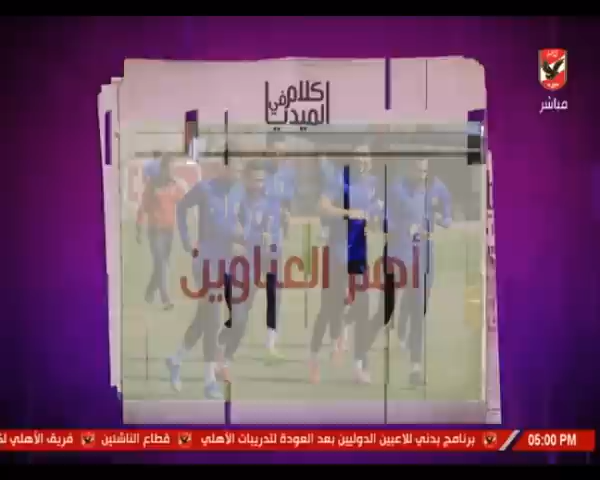 كلام
في
الميديا
مباشر
أهم العناوين
05:00 PM برنامج بدني للاعبين الدوليين بعد العودة لتدريبات الأهلي قطاع الناشئين فريق الأهلي لك